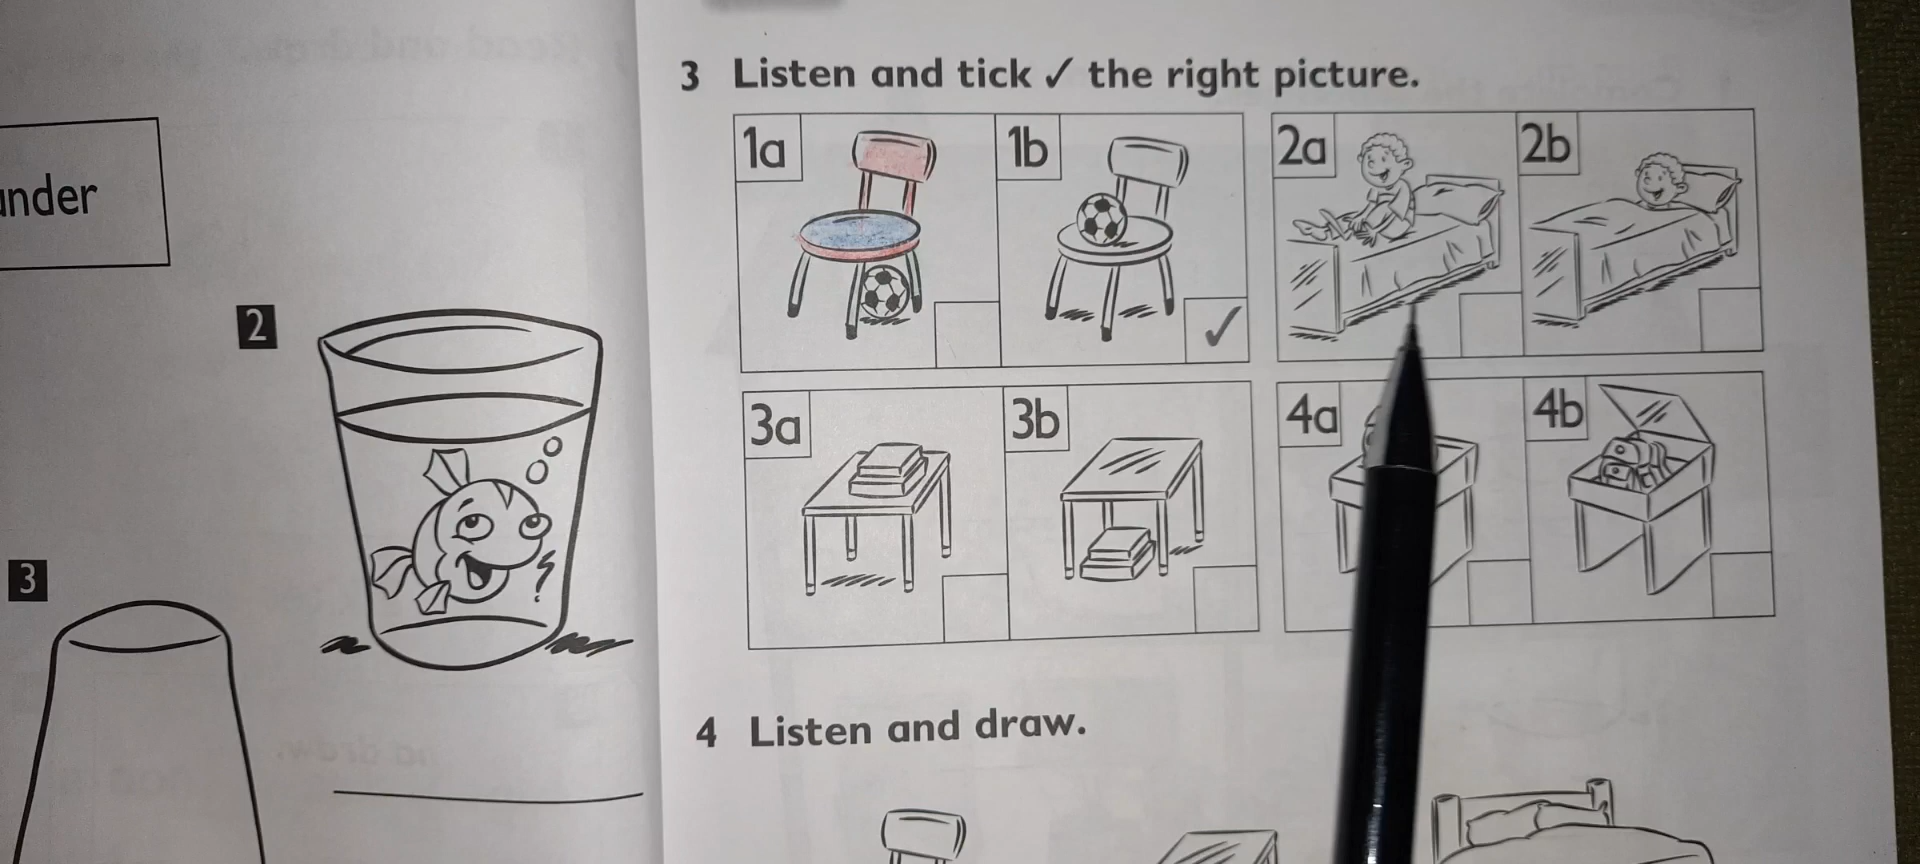 under
2
3
3 Listen and tick ✓ the right picture.
1a 1b 2a 2b
3a 3b 4a 4b
4 Listen and draw.